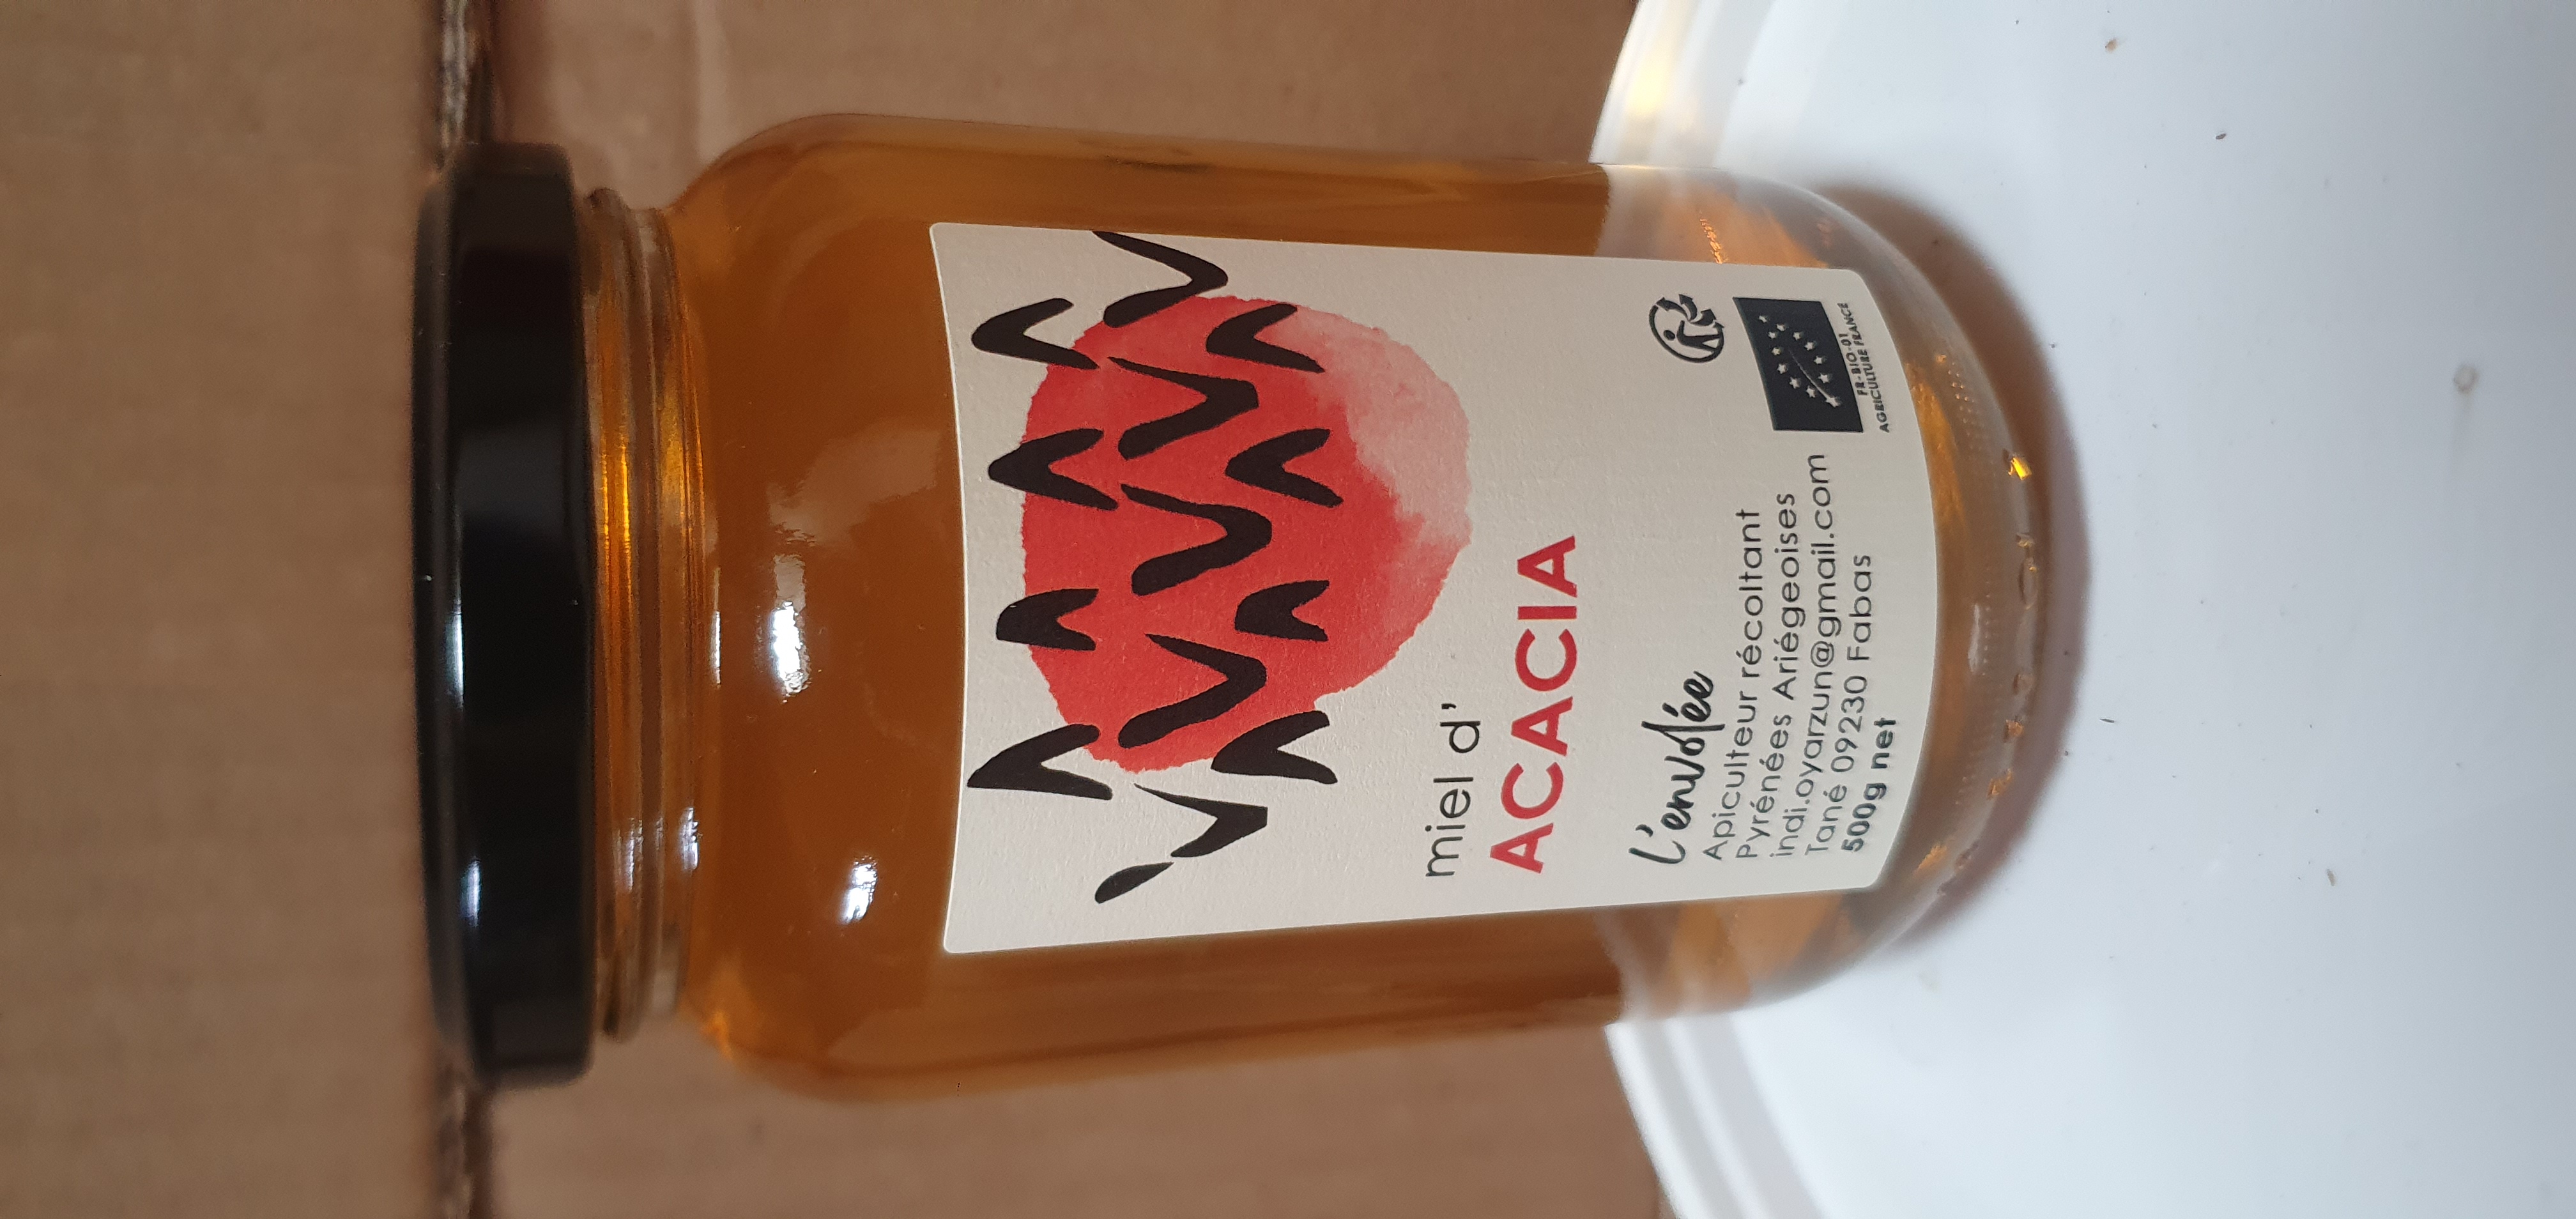 miel d'
ACACIA
l'envolée
Apiculteur récoltant
Pyrénées Ariégeoises
indi.oyarzun@gmail.com
Tané 09230 Fabas
500g net
FR-BIO-01
AGRICULTURE FRANCE